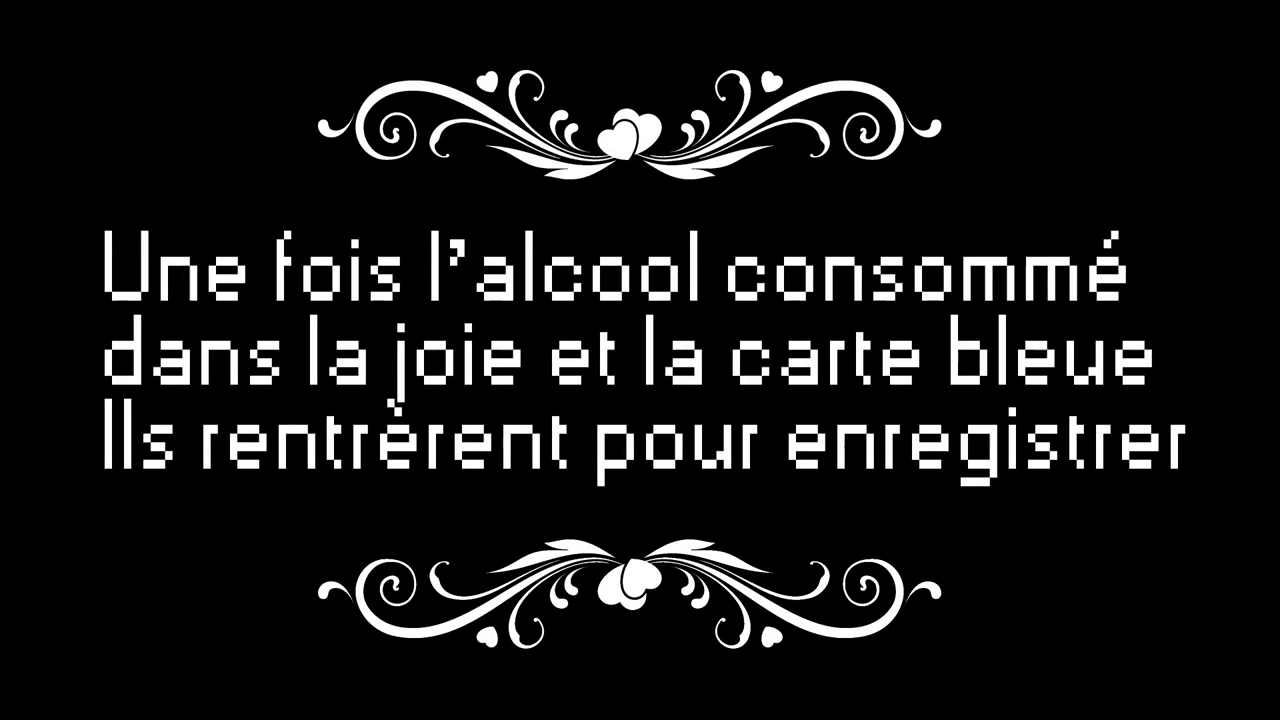 Une fois l'alcool consommé
dans la joie et la carte bleue
Ils rentrèrent pour enregistrer